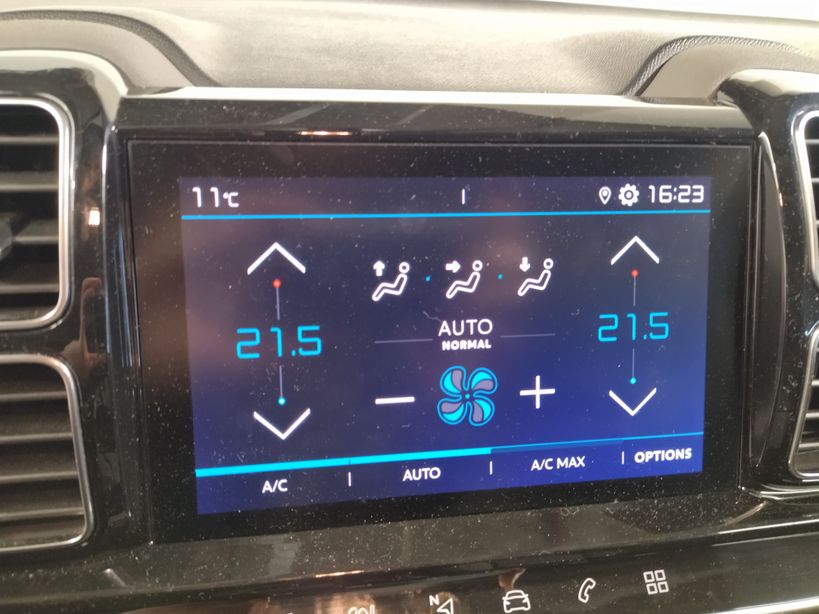 11°C 16:23
21.5 21.5
AUTO
NORMAL
A/C AUTO A/C MAX OPTIONS
N